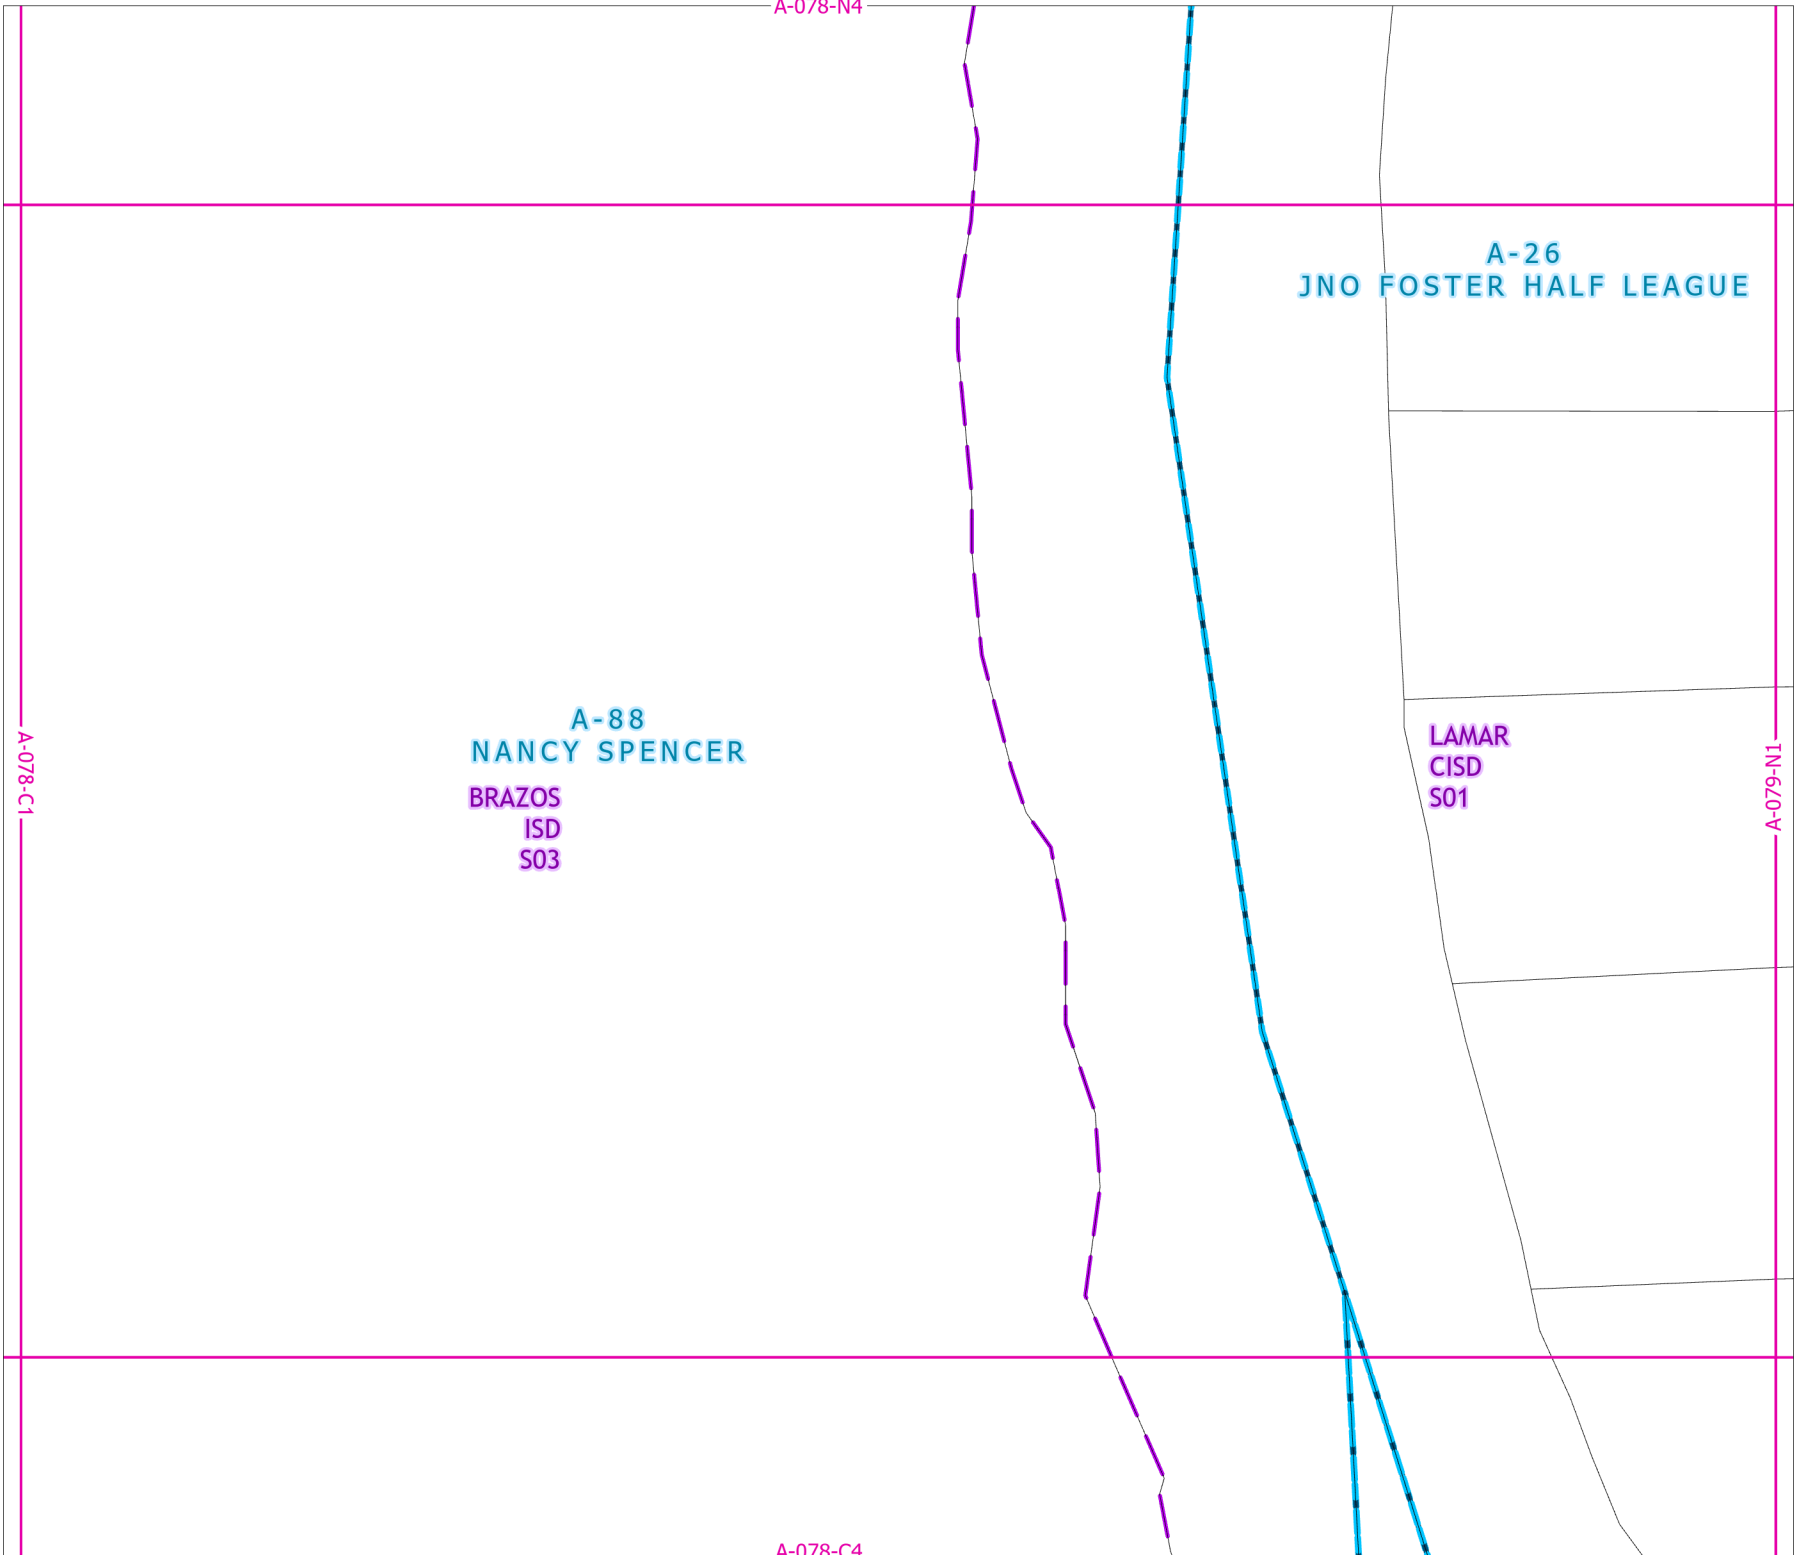 A-078-N4
A-26
JNO FOSTER HALF LEAGUE
A-88
NANCY SPENCER
BRAZOS
ISD
S03
LAMAR
CISD
S01
A-078-C1
A-079-N1
A-078-C4